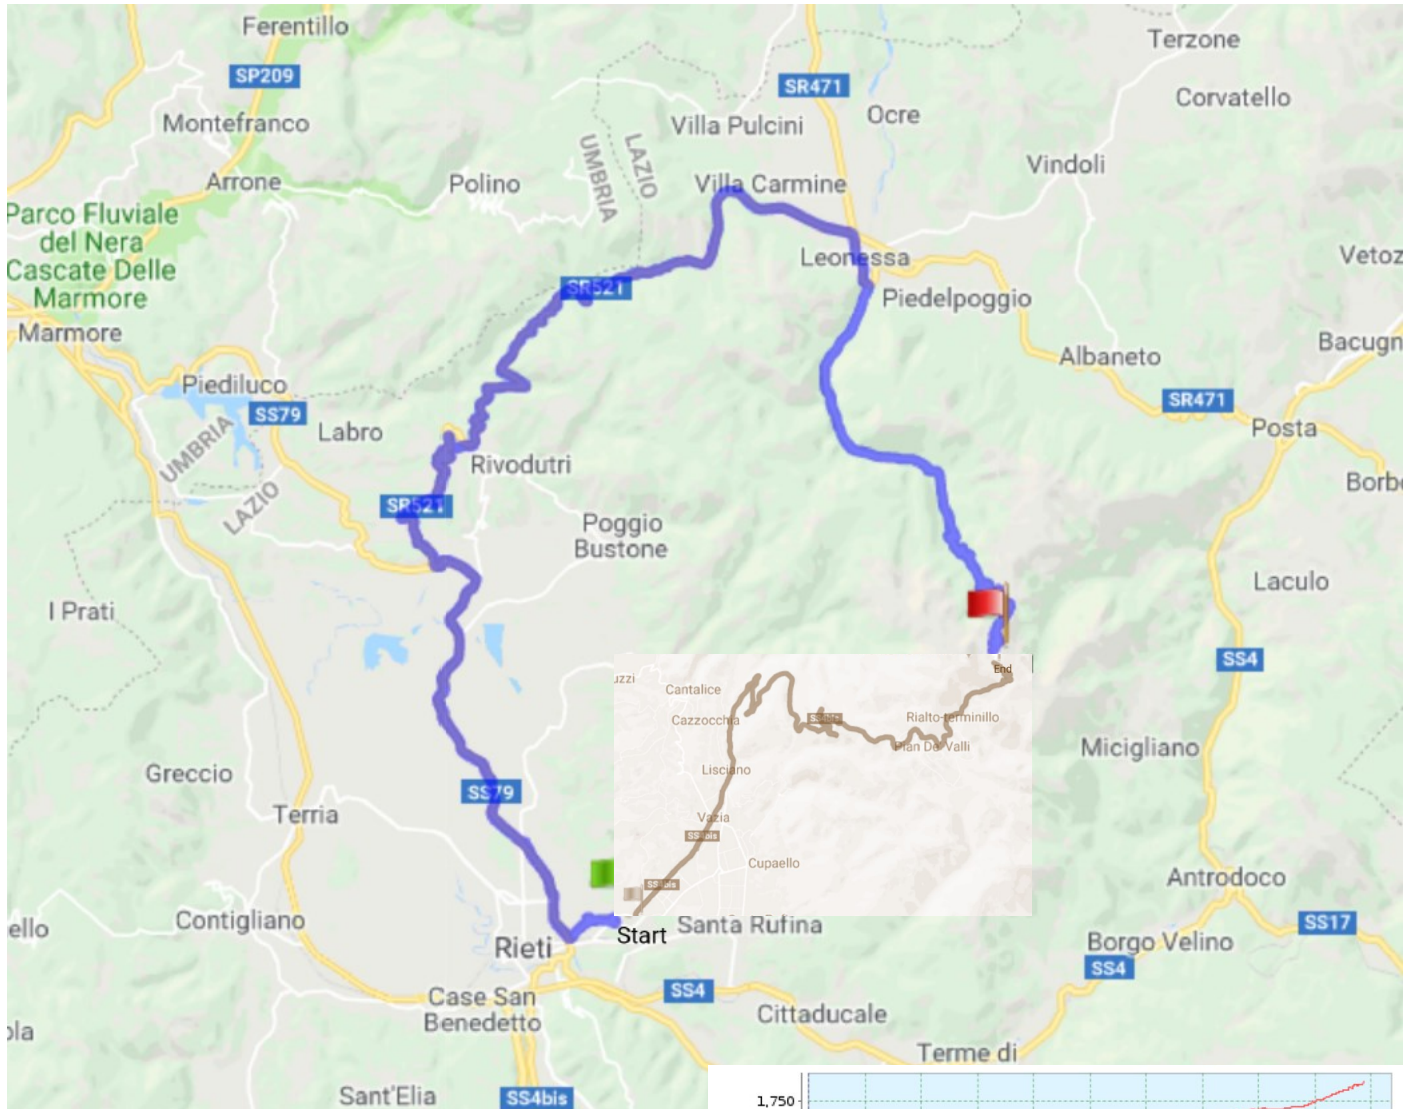 Ferentillo
Terzone
SP209
SR471
Corvatello
Ocre
Montefranco
Villa Pulcini
UMBRIA
LAZIO
Vindoli
Arrone
Polino
Villa Carmine
Parco Fluviale
del Nera
Cascate Delle
Marmore
Leonessa
Vetoz
SR521
Piedelpoggio
Marmore
Bacugn
Albaneto
Piediluco
SS79
SR471
Labro
UMBRIA
Posta
Rivodutri
Borb
SR521
LAZIO
Poggio
Bustone
Laculo
I Prati
SS4
End
uzzi
Cantalice
Cazzocchia
Rialto-terminillo
Pian De' Valli
Micigliano
Lisciano
Greccio
SS79
Terria
Vazia
SS4bis
Cupaello
SS4bis
Antrodoco
Contigliano
ello
Santa Rufina
SS17
Start
Rieti
Borgo Velino
SS4
SS4
Case San
Benedetto
Cittaducale
ola
Terme di
Sant'Elia
SS4bis
1,750